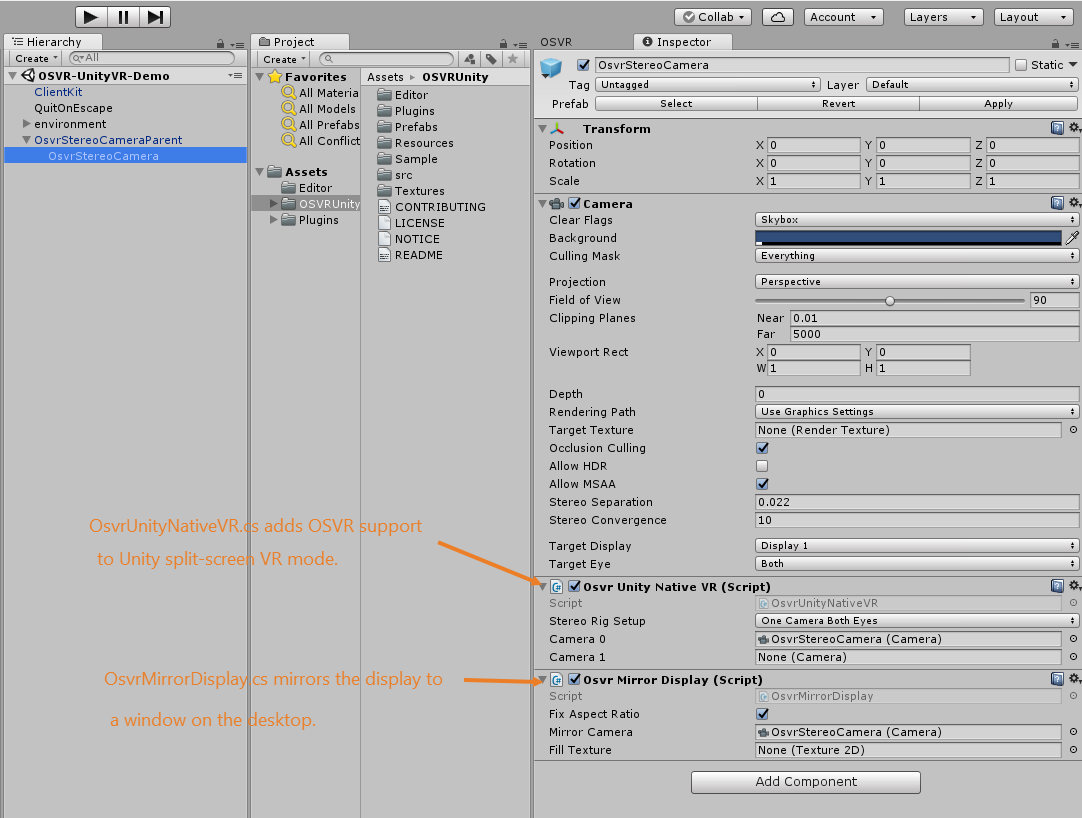 Collab
Account
Layers
Layout
Hierarchy
Create
All
OSVR-UnityVR-Demo
ClientKit
QuitOnEscape
environment
OsvrStereoCameraParent
OsvrStereoCamera
Project
Create
Favorites
All Materia
All Models
All Prefabs
All Conflict
Assets
Editor
OSVRUnity
Plugins
Assets ▸ OSVRUnity
Editor
Plugins
Prefabs
Resources
Sample
src
Textures
CONTRIBUTING
LICENSE
NOTICE
README
OSVR
Inspector
OsvrStereoCamera
Static
Tag Untagged Layer Default
Prefab Select Revert Apply
Transform
Position X 0 Y 0 Z 0
Rotation X 0 Y 0 Z 0
Scale X 1 Y 1 Z 1
Camera
Clear Flags Skybox
Background
Culling Mask Everything
Projection Perspective
Field of View 90
Clipping Planes Near 0.01
Far 5000
Viewport Rect X 0 Y 0
W 1 H 1
Depth 0
Rendering Path Use Graphics Settings
Target Texture None (Render Texture)
Occlusion Culling
Allow HDR
Allow MSAA
Stereo Separation 0.022
Stereo Convergence 10
Target Display Display 1
Target Eye Both
Osvr Unity Native VR (Script)
Script OsvrUnityNativeVR
Stereo Rig Setup One Camera Both Eyes
Camera 0 OsvrStereoCamera (Camera)
Camera 1 None (Camera)
Osvr Mirror Display (Script)
Script OsvrMirrorDisplay
Fix Aspect Ratio
Mirror Camera OsvrStereoCamera (Camera)
Fill Texture None (Texture 2D)
Add Component
OsvrUnityNativeVR.cs adds OSVR support
to Unity split-screen VR mode.
OsvrMirrorDisplay.cs mirrors the display to
a window on the desktop.